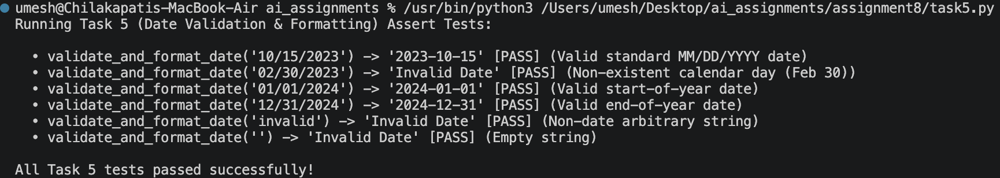 umesh@Chilakapatis-MacBook-Air ai_assignments % /usr/bin/python3 /Users/umesh/Desktop/ai_assignments/assignment8/task5.py
Running Task 5 (Date Validation & Formatting) Assert Tests:
• validate_and_format_date('10/15/2023') -> '2023-10-15' [PASS] (Valid standard MM/DD/YYYY date)
• validate_and_format_date('02/30/2023') -> 'Invalid Date' [PASS] (Non-existent calendar day (Feb 30))
• validate_and_format_date('01/01/2024') -> '2024-01-01' [PASS] (Valid start-of-year date)
• validate_and_format_date('12/31/2024') -> '2024-12-31' [PASS] (Valid end-of-year date)
• validate_and_format_date('invalid') -> 'Invalid Date' [PASS] (Non-date arbitrary string)
• validate_and_format_date('') -> 'Invalid Date' [PASS] (Empty string)
All Task 5 tests passed successfully!